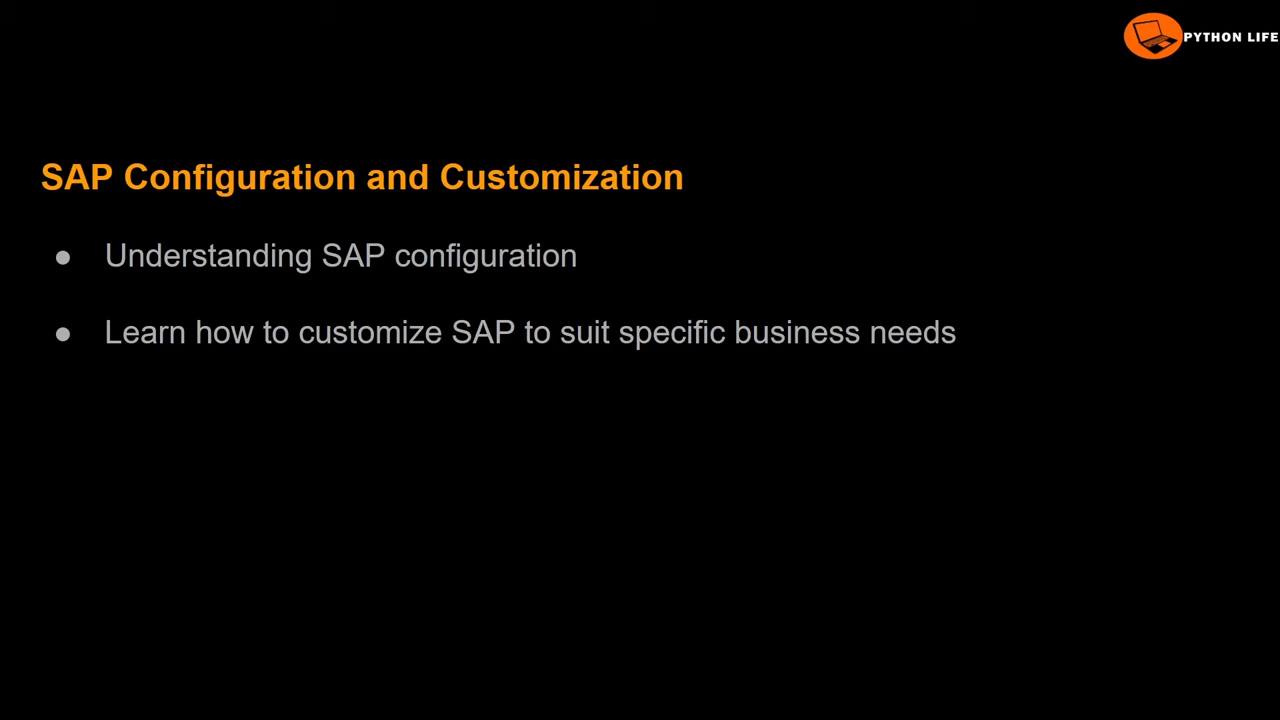 PYTHON LIFE
SAP Configuration and Customization
● Understanding SAP configuration
● Learn how to customize SAP to suit specific business needs